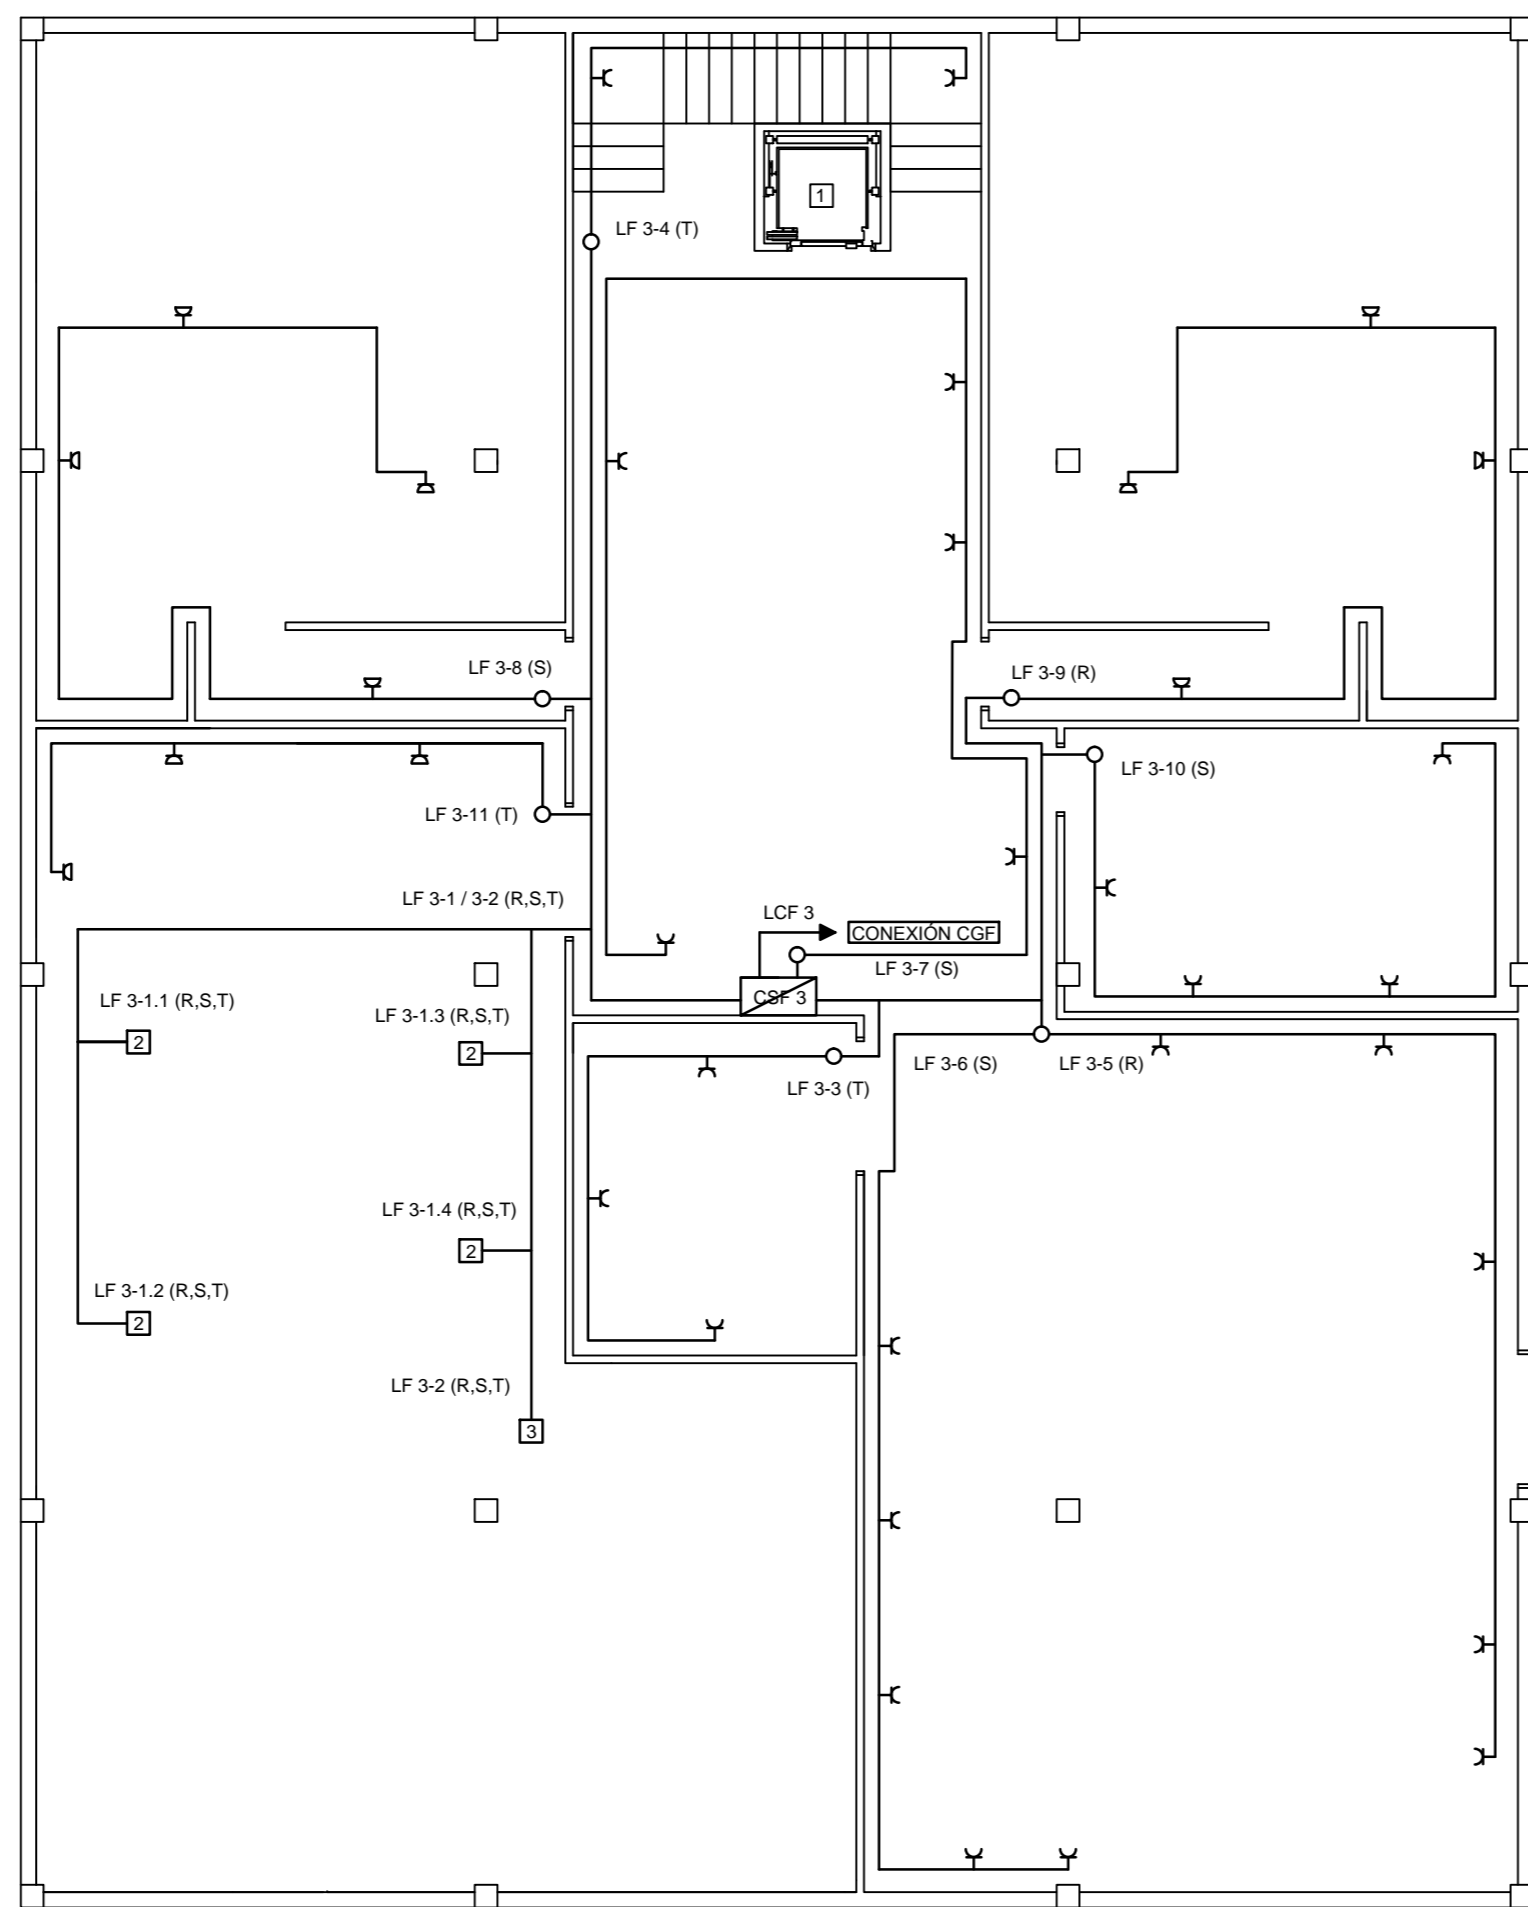 1
LF 3-4 (T)
LF 3-8 (S)
LF 3-9 (R)
LF 3-10 (S)
LF 3-11 (T)
LF 3-1 / 3-2 (R,S,T)
LCF 3
CONEXIÓN CGF
LF 3-7 (S)
CSF 3
LF 3-1.1 (R,S,T)
2
LF 3-1.3 (R,S,T)
2
LF 3-6 (S)
LF 3-5 (R)
LF 3-3 (T)
LF 3-1.4 (R,S,T)
2
LF 3-1.2 (R,S,T)
2
LF 3-2 (R,S,T)
3